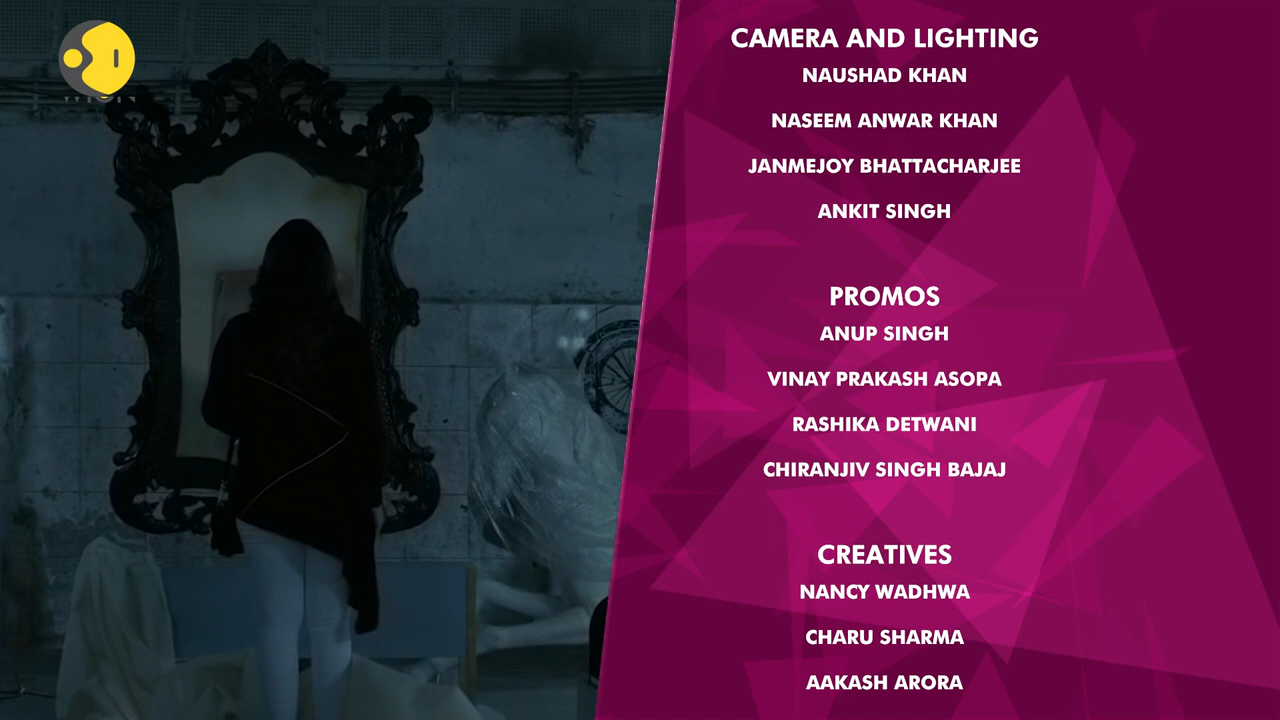 CAMERA AND LIGHTING
NAUSHAD KHAN
NASEEM ANWAR KHAN
JANMEJOY BHATTACHARJEE
ANKIT SINGH
PROMOS
ANUP SINGH
VINAY PRAKASH ASOPA
RASHIKA DETWANI
CHIRANJIV SINGH BAJAJ
CREATIVES
NANCY WADHWA
CHARU SHARMA
AAKASH ARORA